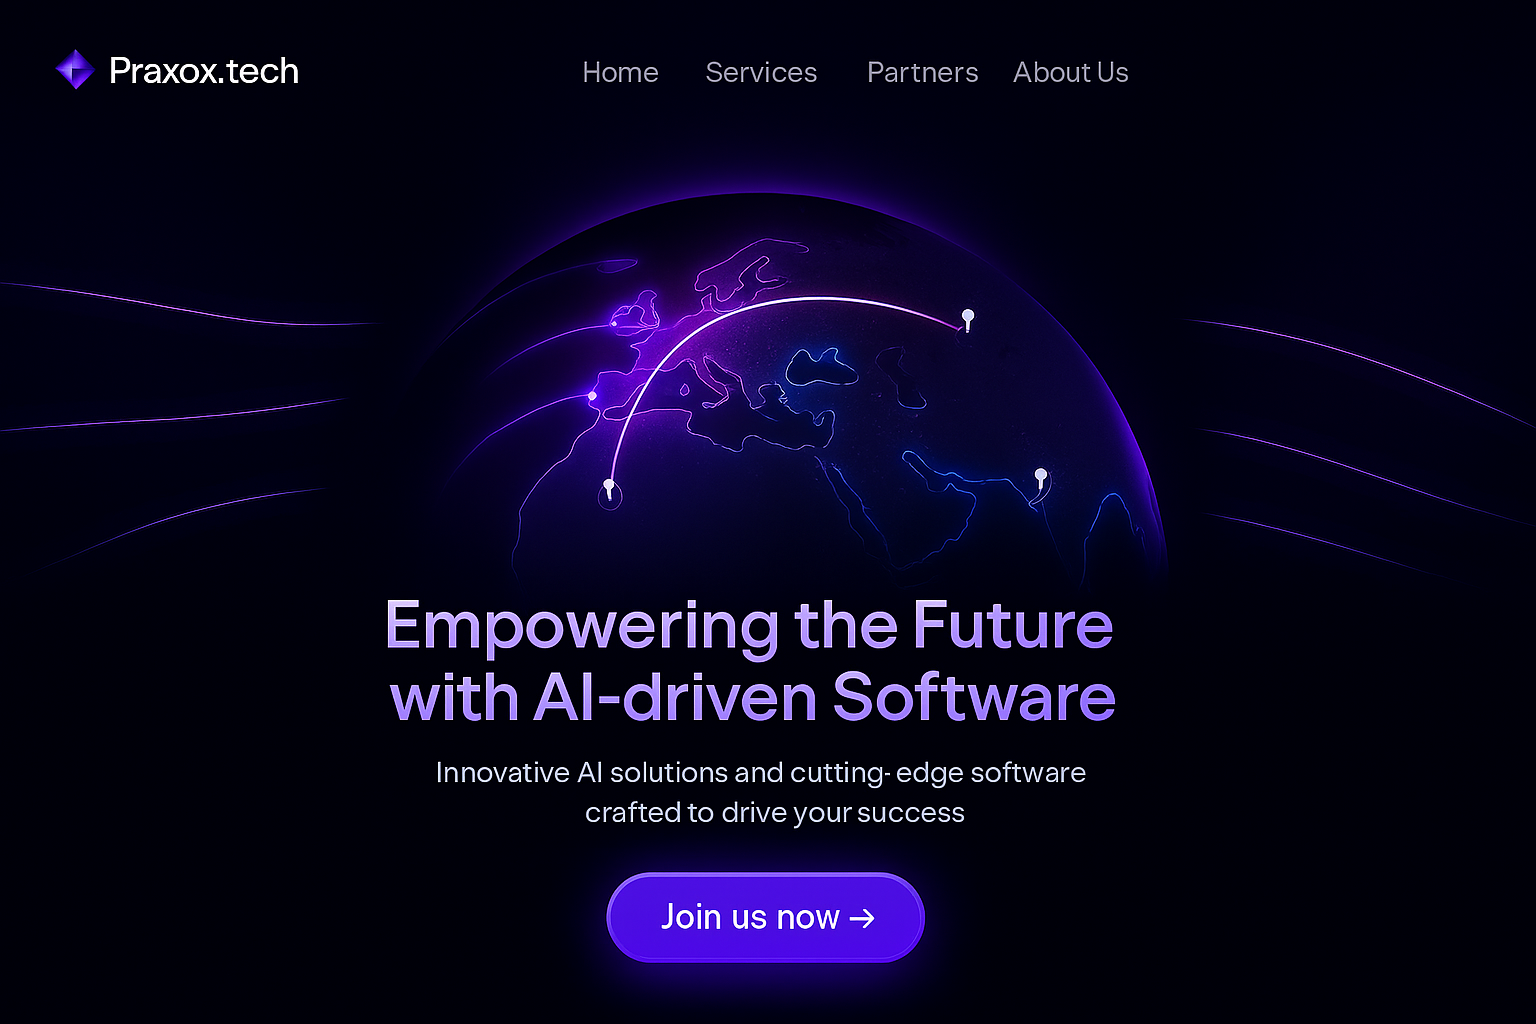 Praxox.tech
Home Services Partners About Us
Empowering the Future
with AI-driven Software
Innovative AI solutions and cutting- edge software
crafted to drive your success
Join us now →